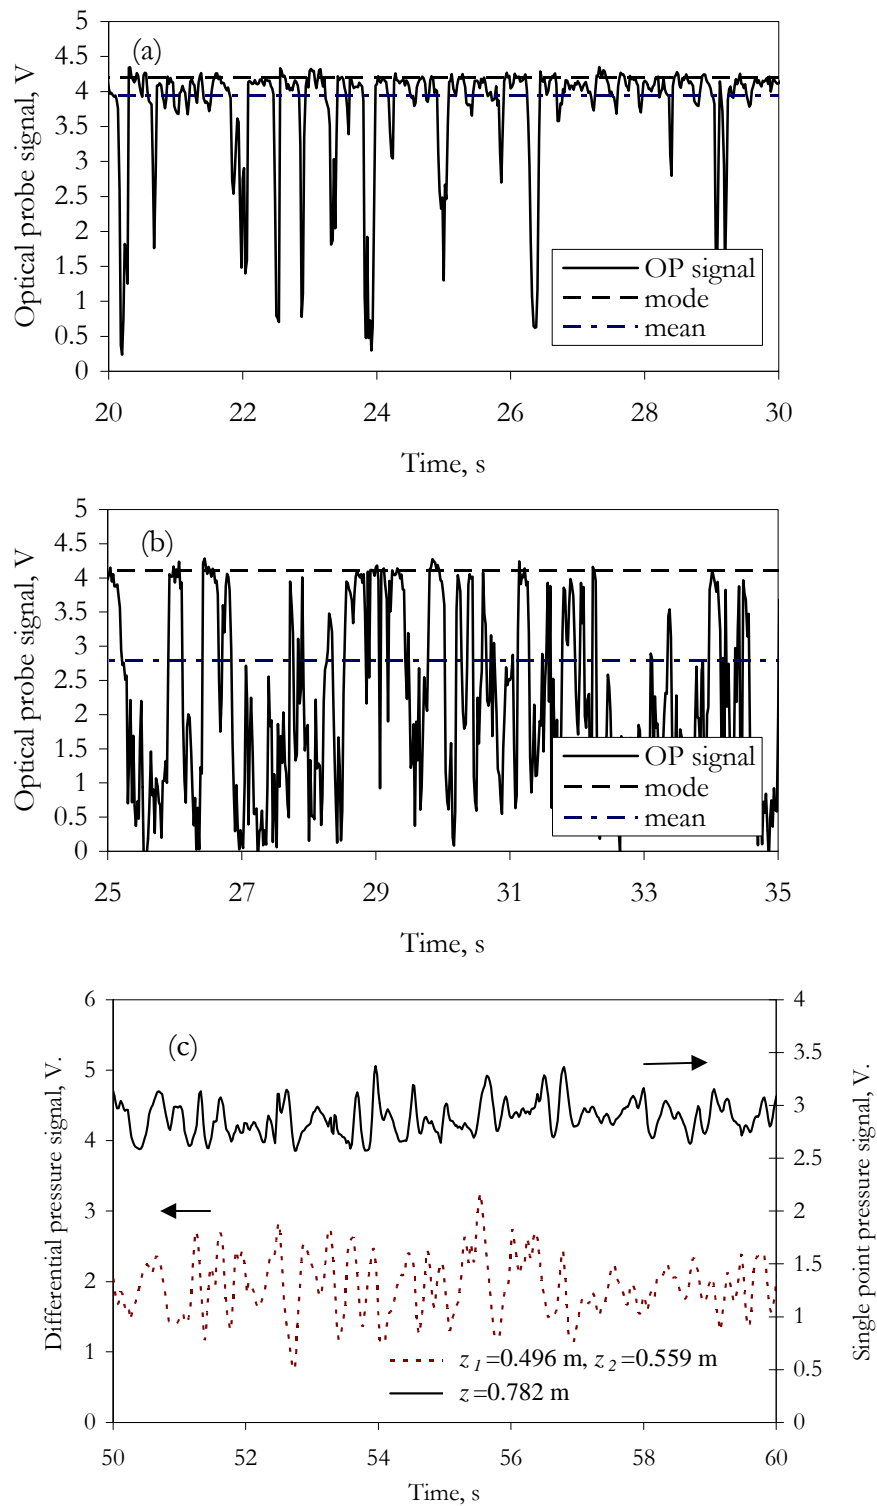 (a)
Optical probe signal, V
5
4.5
4
3.5
3
2.5
2
1.5
1
0.5
0
OP signal
mode
mean
20 22 24 26 28 30
Time, s
(b)
Optical probe signal, V
5
4.5
4
3.5
3
2.5
2
1.5
1
0.5
0
OP signal
mode
mean
25 27 29 31 33 35
Time, s
(c)
Differential pressure signal, V.
6
5
4
3
2
1
0
4
3.5
3
2.5
2
1.5
1
0.5
0
Single point pressure signal, V.
z1=0.496 m, z2=0.559 m
z=0.782 m
50 52 54 56 58 60
Time, s